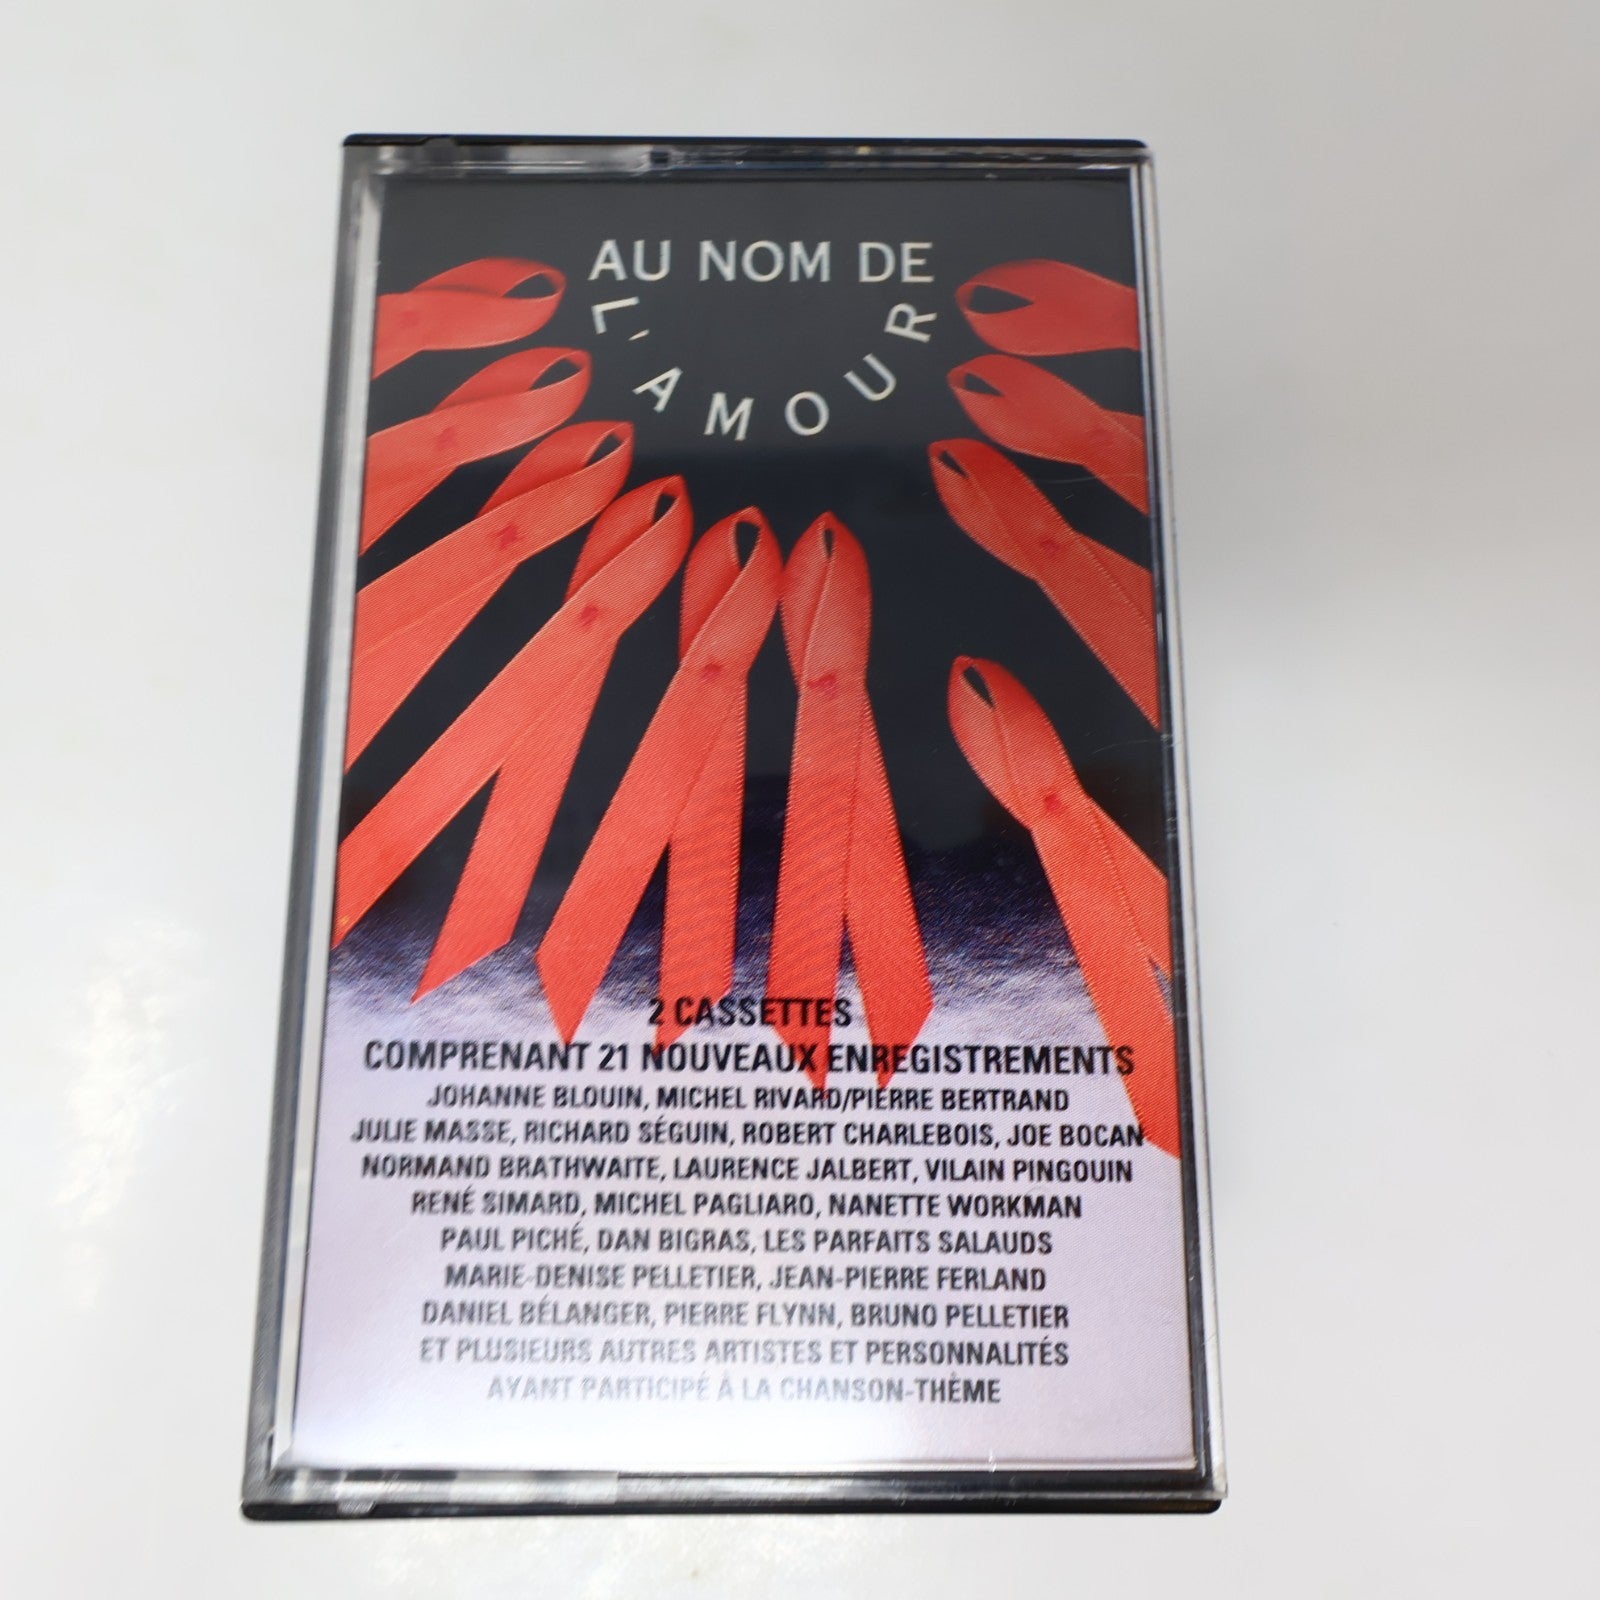 AU NOM DE
L'AMOUR
2 CASSETTES
COMPRENANT 21 NOUVEAUX ENREGISTREMENTS
JOHANNE BLOUIN, MICHEL RIVARD/PIERRE BERTRAND
JULIE MASSE, RICHARD SÉGUIN, ROBERT CHARLEBOIS, JOE BOCAN
NORMAND BRATHWAITE, LAURENCE JALBERT, VILAIN PINGOUIN
RENÉ SIMARD, MICHEL PAGLIARO, NANETTE WORKMAN
PAUL PICHÉ, DAN BIGRAS, LES PARFAITS SALAUDS
MARIE-DENISE PELLETIER, JEAN-PIERRE FERLAND
DANIEL BÉLANGER, PIERRE FLYNN, BRUNO PELLETIER
ET PLUSIEURS AUTRES ARTISTES ET PERSONNALITÉS
AYANT PARTICIPÉ À LA CHANSON-THÈME